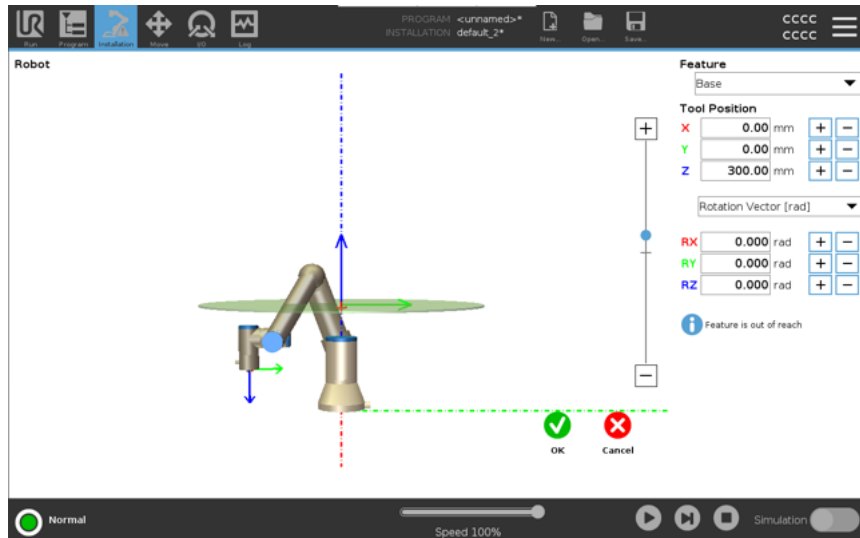 UR
PROGRAM <unnamed>*
INSTALLATION default_2*
Run
Program
Installation
Move
I/O
Log
New...
Open...
Save...
cccc
cccc
Robot
Feature
Base
Tool Position
X 0.00 mm + −
Y 0.00 mm + −
Z 300.00 mm + −
Rotation Vector [rad]
RX 0.000 rad + −
RY 0.000 rad + −
RZ 0.000 rad + −
i Feature is out of reach
+
−
OK
Cancel
Normal
Speed 100%
Simulation